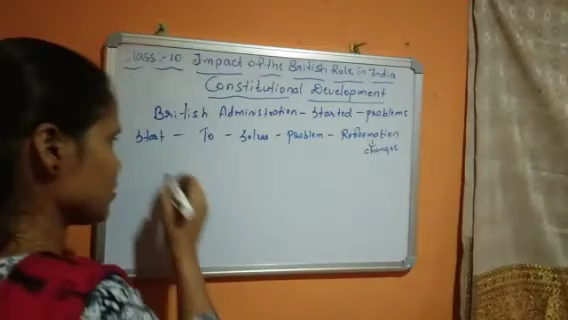 Class :- 10 Impact of the British Rule in India
Constitutional Development
British Administration - Started - problems
Start - To - Solve - problem - Reformation
changes